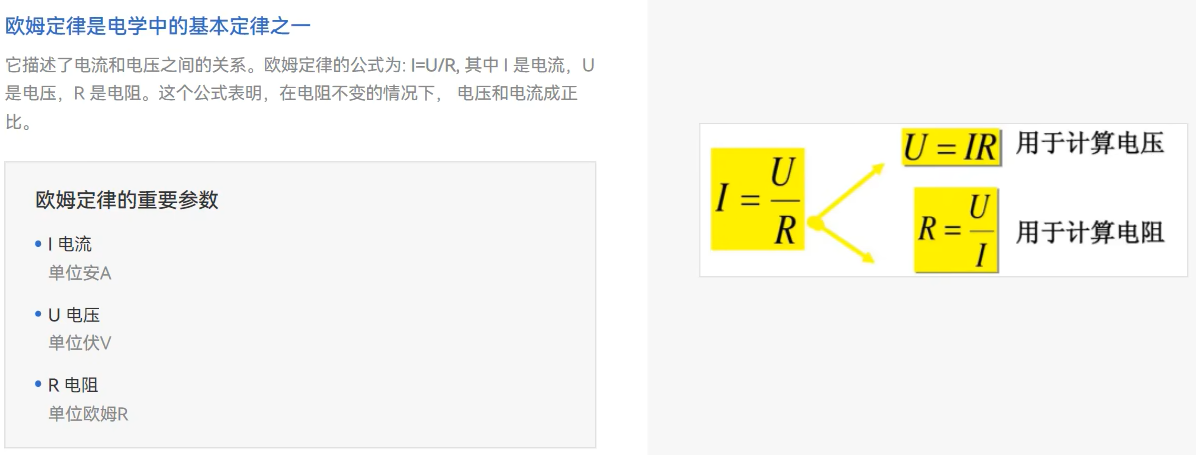 欧姆定律是电学中的基本定律之一
它描述了电流和电压之间的关系。欧姆定律的公式为: I=U/R, 其中 I 是电流，U
是电压，R 是电阻。这个公式表明，在电阻不变的情况下， 电压和电流成正
比。
欧姆定律的重要参数
I 电流
单位安A
U 电压
单位伏V
R 电阻
单位欧姆R
I = U/R
U = IR 用于计算电压
R = U/I 用于计算电阻